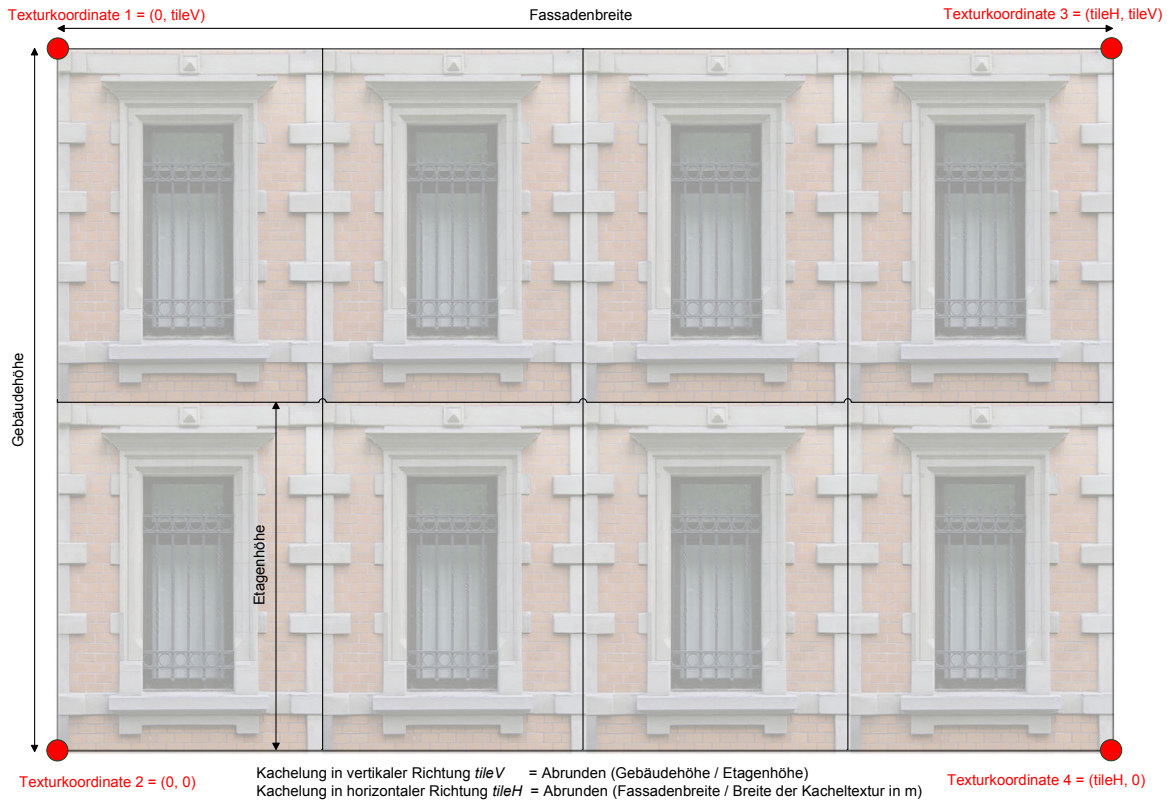 Texturkoordinate 1 = (0, tileV)
Fassadenbreite
Texturkoordinate 3 = (tileH, tileV)
Gebäudehöhe
Etagenhöhe
Texturkoordinate 2 = (0, 0)
Kachelung in vertikaler Richtung tileV = Abrunden (Gebäudehöhe / Etagenhöhe)
Kachelung in horizontaler Richtung tileH = Abrunden (Fassadenbreite / Breite der Kacheltextur in m)
Texturkoordinate 4 = (tileH, 0)